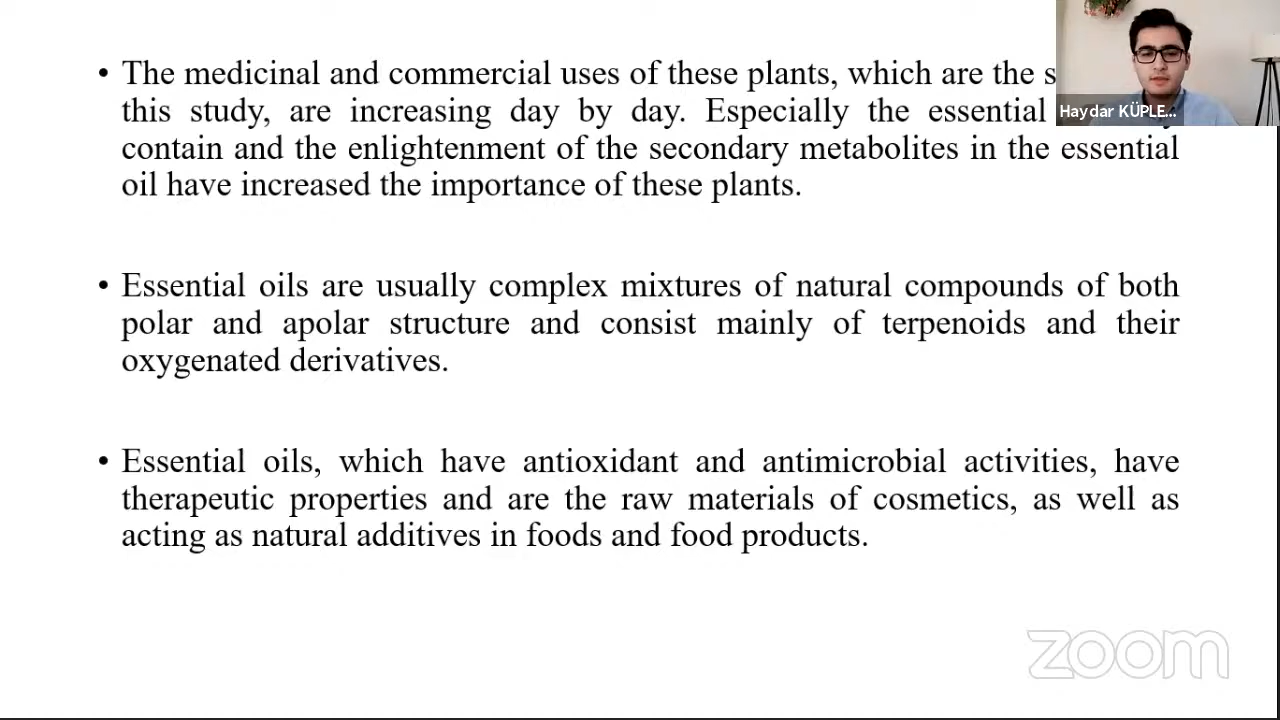 • The medicinal and commercial uses of these plants, which are the
this study, are increasing day by day. Especially the essential
contain and the enlightenment of the secondary metabolites in the essential
oil have increased the importance of these plants.
• Essential oils are usually complex mixtures of natural compounds of both
polar and apolar structure and consist mainly of terpenoids and their
oxygenated derivatives.
• Essential oils, which have antioxidant and antimicrobial activities, have
therapeutic properties and are the raw materials of cosmetics, as well as
acting as natural additives in foods and food products.
Haydar KÜPLE...
zoom